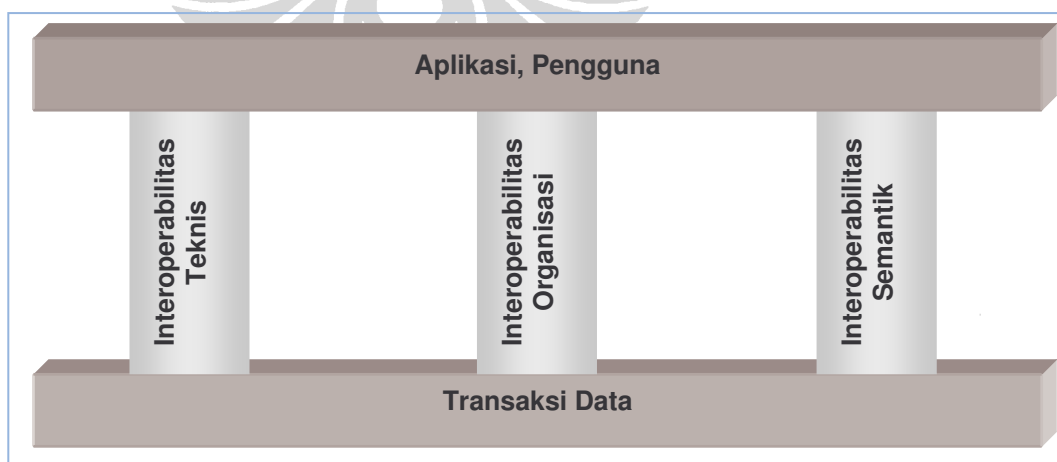 Aplikasi, Pengguna
Interoperabilitas
Teknis
Interoperabilitas
Organisasi
Interoperabilitas
Semantik
Transaksi Data